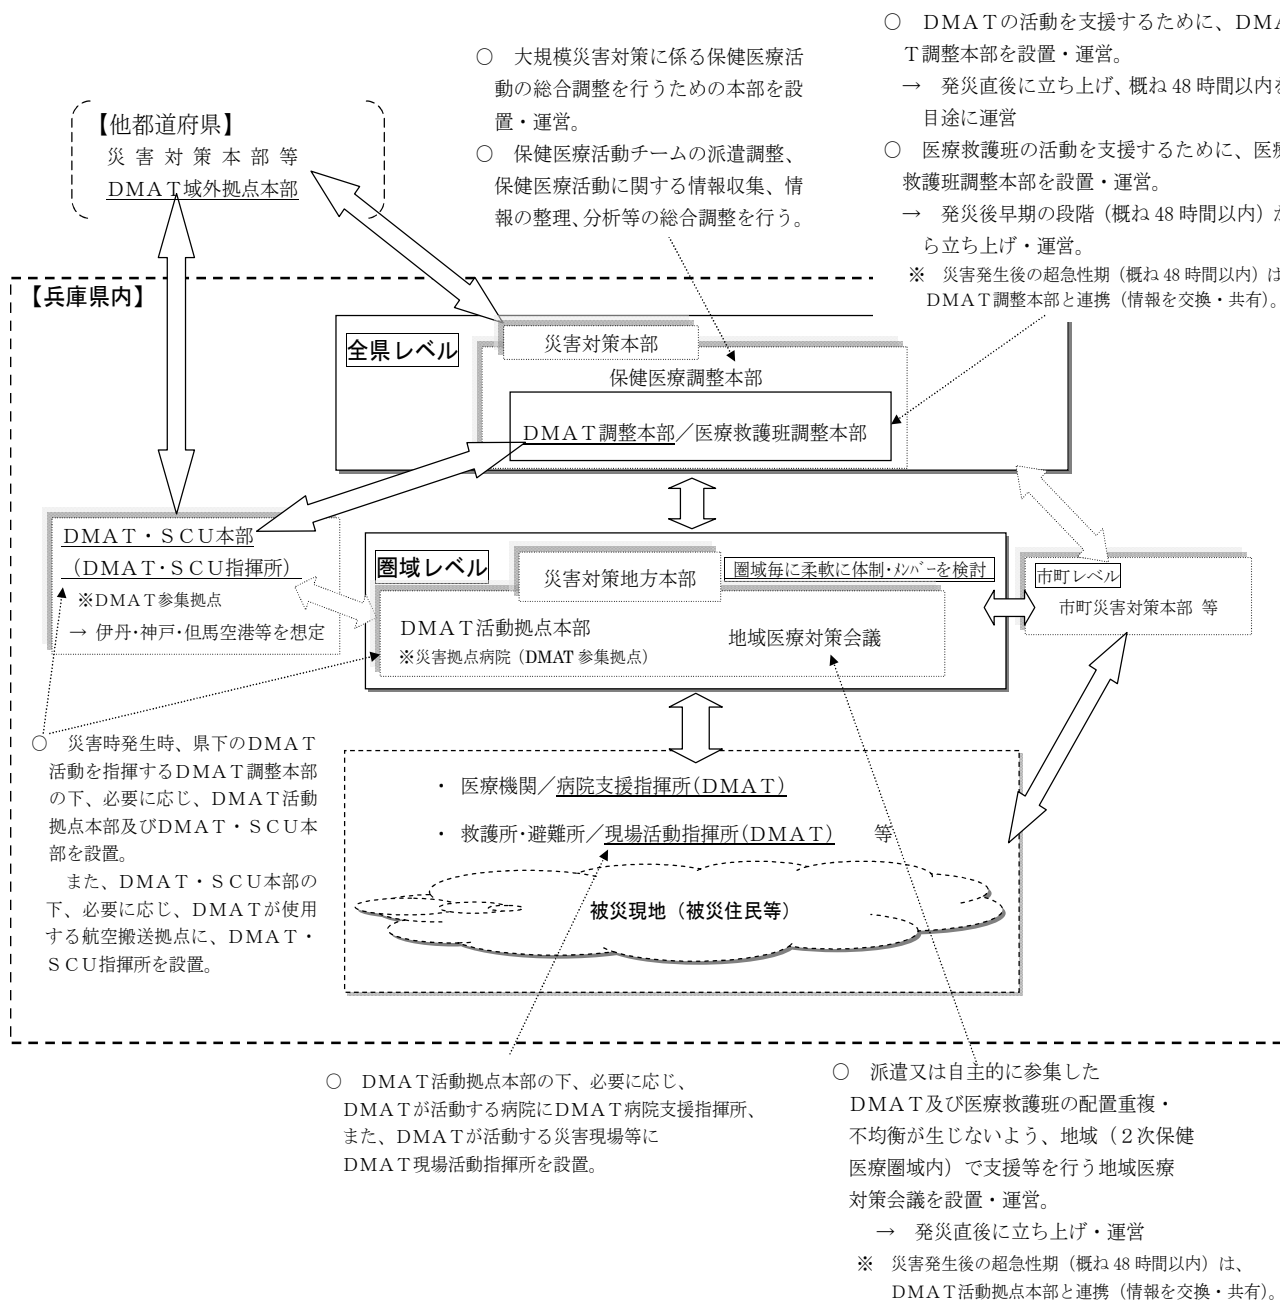 ○　DMATの活動を支援するために、DMA
T調整本部を設置・運営。
→　発災直後に立ち上げ、概ね 48 時間以内を
目途に運営
○　医療救護班の活動を支援するために、医療
救護班調整本部を設置・運営。
→　発災後早期の段階（概ね 48 時間以内）か
ら立ち上げ・運営。
※　災害発生後の超急性期（概ね 48 時間以内）は
DMAT調整本部と連携（情報を交換・共有）。
○　大規模災害対策に係る保健医療活
動の総合調整を行うための本部を設
置・運営。
○　保健医療活動チームの派遣調整、
保健医療活動に関する情報収集、情
報の整理、分析等の総合調整を行う。
【他都道府県】
災害対策本部等
DMAT域外拠点本部
【兵庫県内】
全県レベル
災害対策本部
保健医療調整本部
DMAT調整本部／医療救護班調整本部
DMAT・SCU本部
（DMAT・SCU指揮所）
※DMAT参集拠点
→ 伊丹・神戸・但馬空港等を想定
圏域レベル
災害対策地方本部
圏域毎に柔軟に体制・ﾒﾝﾊﾞｰを検討
DMAT活動拠点本部
※災害拠点病院（DMAT 参集拠点）
地域医療対策会議
市町レベル
市町災害対策本部 等
○　災害時発生時、県下のDMAT
活動を指揮するDMAT調整本部
の下、必要に応じ、DMAT活動
拠点本部及びDMAT・SCU本
部を設置。
また、DMAT・SCU本部の
下、必要に応じ、DMATが使用
する航空搬送拠点に、DMAT・
SCU指揮所を設置。
・ 医療機関／病院支援指揮所(DMAT)
・ 救護所・避難所／現場活動指揮所(DMAT)　等
被災現地（被災住民等）
○　DMAT活動拠点本部の下、必要に応じ、
DMATが活動する病院にDMAT病院支援指揮所、
また、DMATが活動する災害現場等に
DMAT現場活動指揮所を設置。
○　派遣又は自主的に参集した
DMAT及び医療救護班の配置重複・
不均衡が生じないよう、地域（２次保健
医療圏域内）で支援等を行う地域医療
対策会議を設置・運営。
→　発災直後に立ち上げ・運営
※　災害発生後の超急性期（概ね 48 時間以内）は、
DMAT活動拠点本部と連携（情報を交換・共有）。